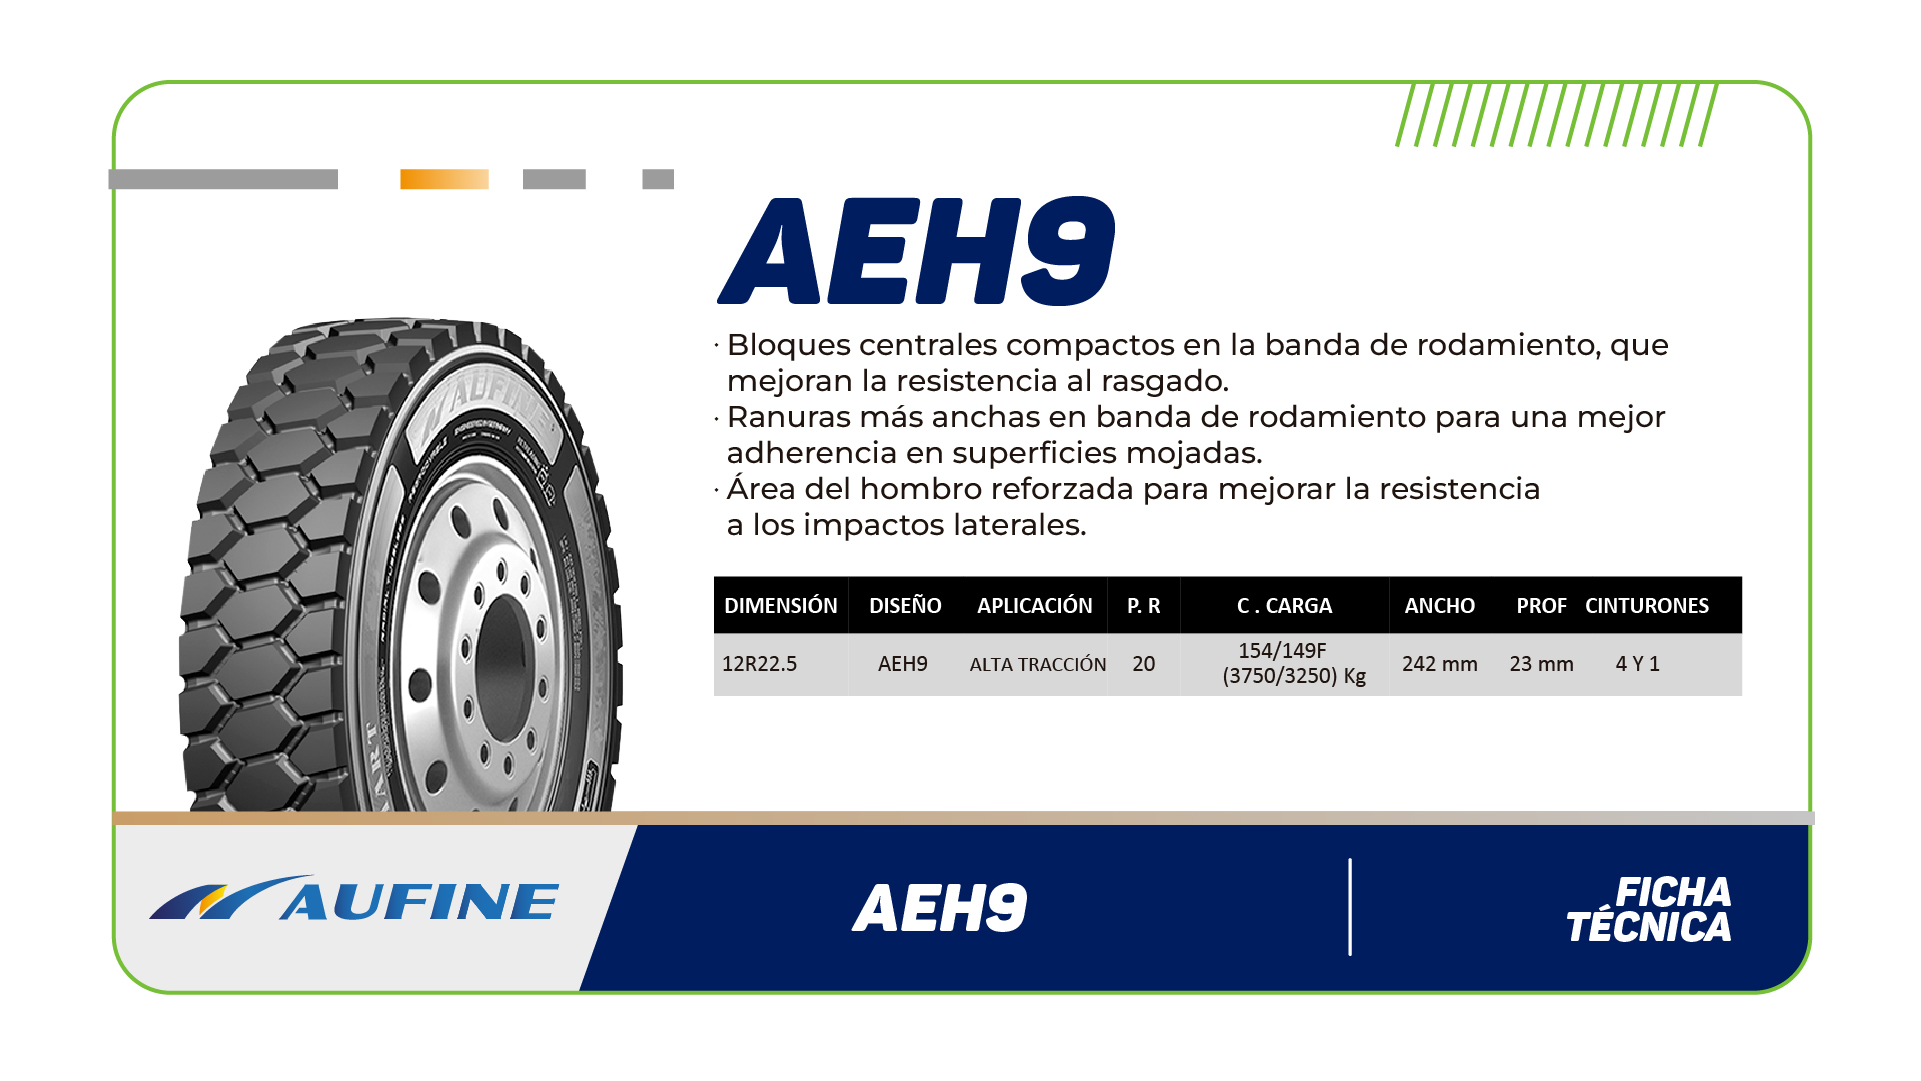 AEH9
· Bloques centrales compactos en la banda de rodamiento, que
mejoran la resistencia al rasgado.
· Ranuras más anchas en banda de rodamiento para una mejor
adherencia en superficies mojadas.
· Área del hombro reforzada para mejorar la resistencia
a los impactos laterales.
DIMENSIÓN DISEÑO APLICACIÓN P. R C . CARGA ANCHO PROF CINTURONES
12R22.5 AEH9 ALTA TRACCIÓN 20 154/149F (3750/3250) Kg 242 mm 23 mm 4 Y 1
AUFINE
AUFINE
AEH9
FICHA
TÉCNICA